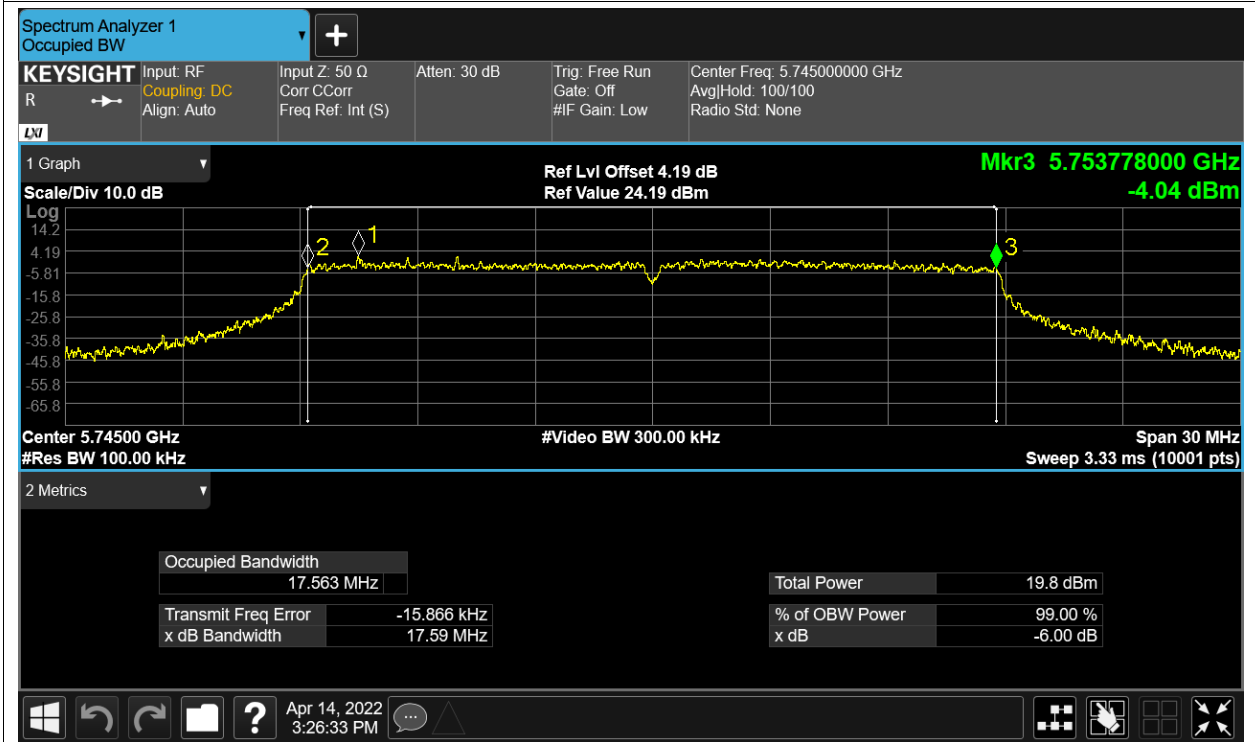 Spectrum Analyzer 1
Occupied BW
KEYSIGHT
R
LXI
Input: RF
Coupling: DC
Align: Auto
Input Z: 50 Ω
Corr CCorr
Freq Ref: Int (S)
Atten: 30 dB
Trig: Free Run
Gate: Off
#IF Gain: Low
Center Freq: 5.745000000 GHz
Avg|Hold: 100/100
Radio Std: None
1 Graph
Scale/Div 10.0 dB
Ref Lvl Offset 4.19 dB
Ref Value 24.19 dBm
Mkr3 5.753778000 GHz
-4.04 dBm
Log
14.2
4.19
-5.81
-15.8
-25.8
-35.8
-45.8
-55.8
-65.8
2
1
3
Center 5.74500 GHz
#Video BW 300.00 kHz
Span 30 MHz
#Res BW 100.00 kHz
Sweep 3.33 ms (10001 pts)
2 Metrics
Occupied Bandwidth
17.563 MHz
Total Power 19.8 dBm
Transmit Freq Error -15.866 kHz
% of OBW Power 99.00 %
x dB Bandwidth 17.59 MHz
x dB -6.00 dB
?
Apr 14, 2022
3:26:33 PM